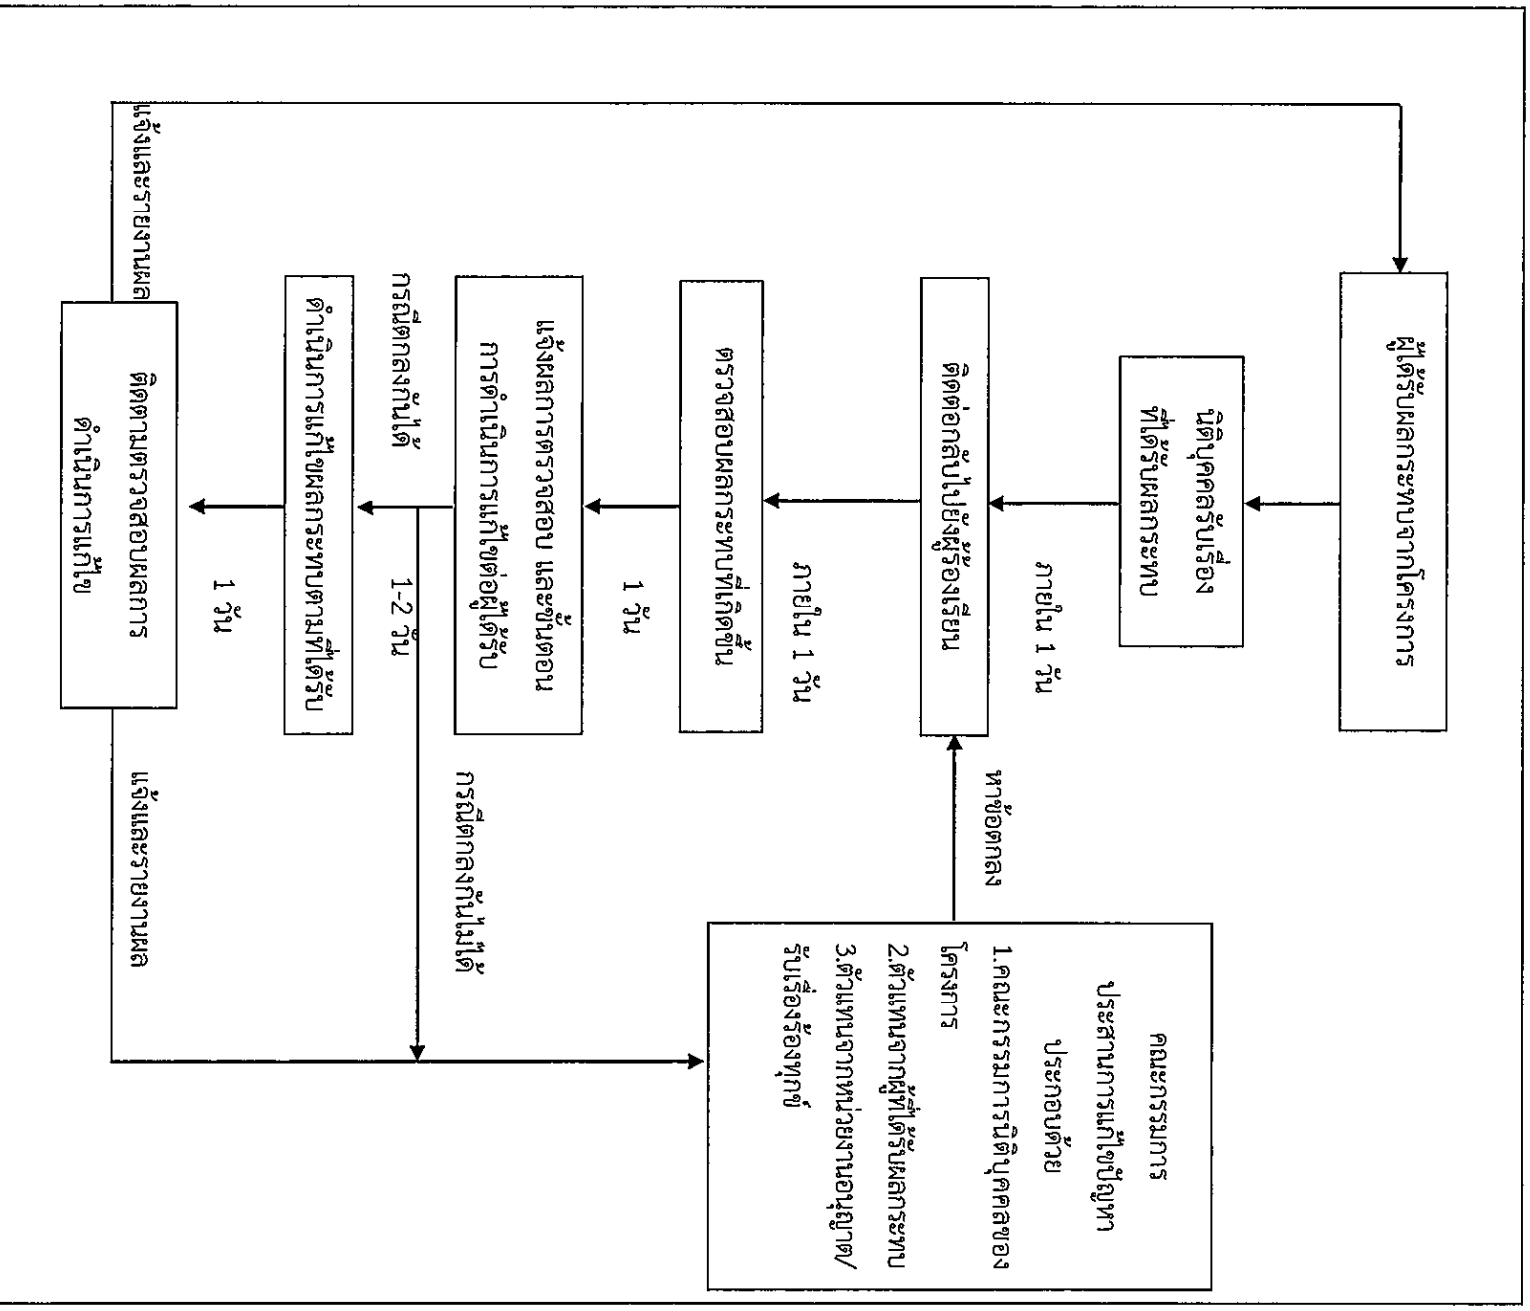 ผู้ได้รับผลกระทบจากโครงการ
นิติบุคคลรับเรื่อง
ที่ได้รับผลกระทบ
ภายใน 1 วัน
ติดต่อกลับไปยังผู้ร้องเรียน
หาข้อตกลง
คณะกรรมการ
ประสานการแก้ไขปัญหา
ประกอบด้วย
1.คณะกรรมการนิติบุคคลของ
โครงการ
2.ตัวแทนจากผู้ที่ได้รับผลกระทบ
3.ตัวแทนจากหน่วยงานอนุญาต/
รับเรื่องร้องทุกข์
ภายใน 1 วัน
ตรวจสอบผลกระทบที่เกิดขึ้น
1 วัน
แจ้งผลการตรวจสอบ และขั้นตอน
การดำเนินการแก้ไขต่อผู้ได้รับ
กรณีตกลงกันไม่ได้
กรณีตกลงกันได้
1-2 วัน
ดำเนินการแก้ไขผลกระทบตามที่ได้รับ
1 วัน
แจ้งและรายงานผล
ติดตามตรวจสอบผลการ
ดำเนินการแก้ไข
แจ้งและรายงานผล